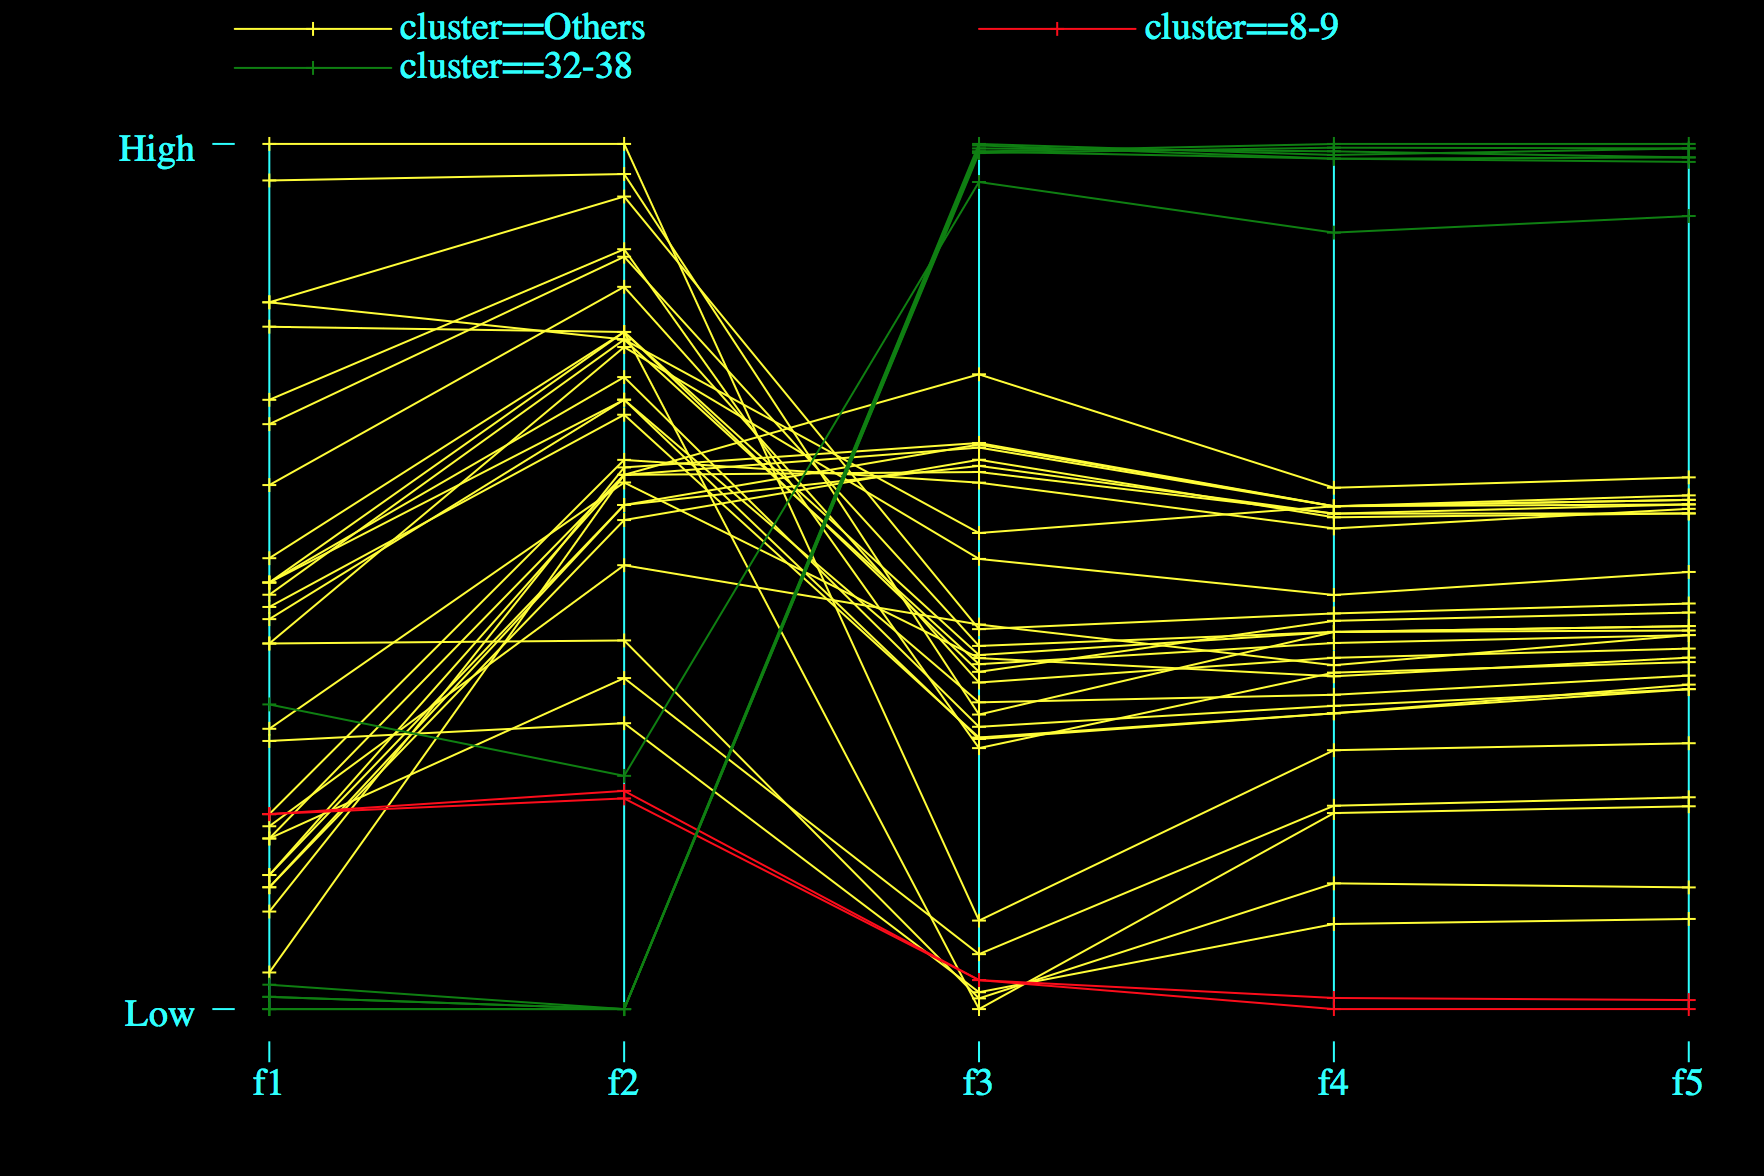 cluster==Others
cluster==8-9
cluster==32-38
High
Low
f1 f2 f3 f4 f5